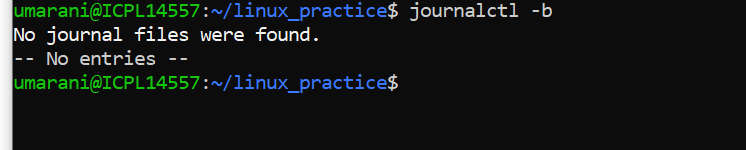 umarani@ICPL14557:~/linux_practice$ journalctl -b
No journal files were found.
-- No entries --
umarani@ICPL14557:~/linux_practice$